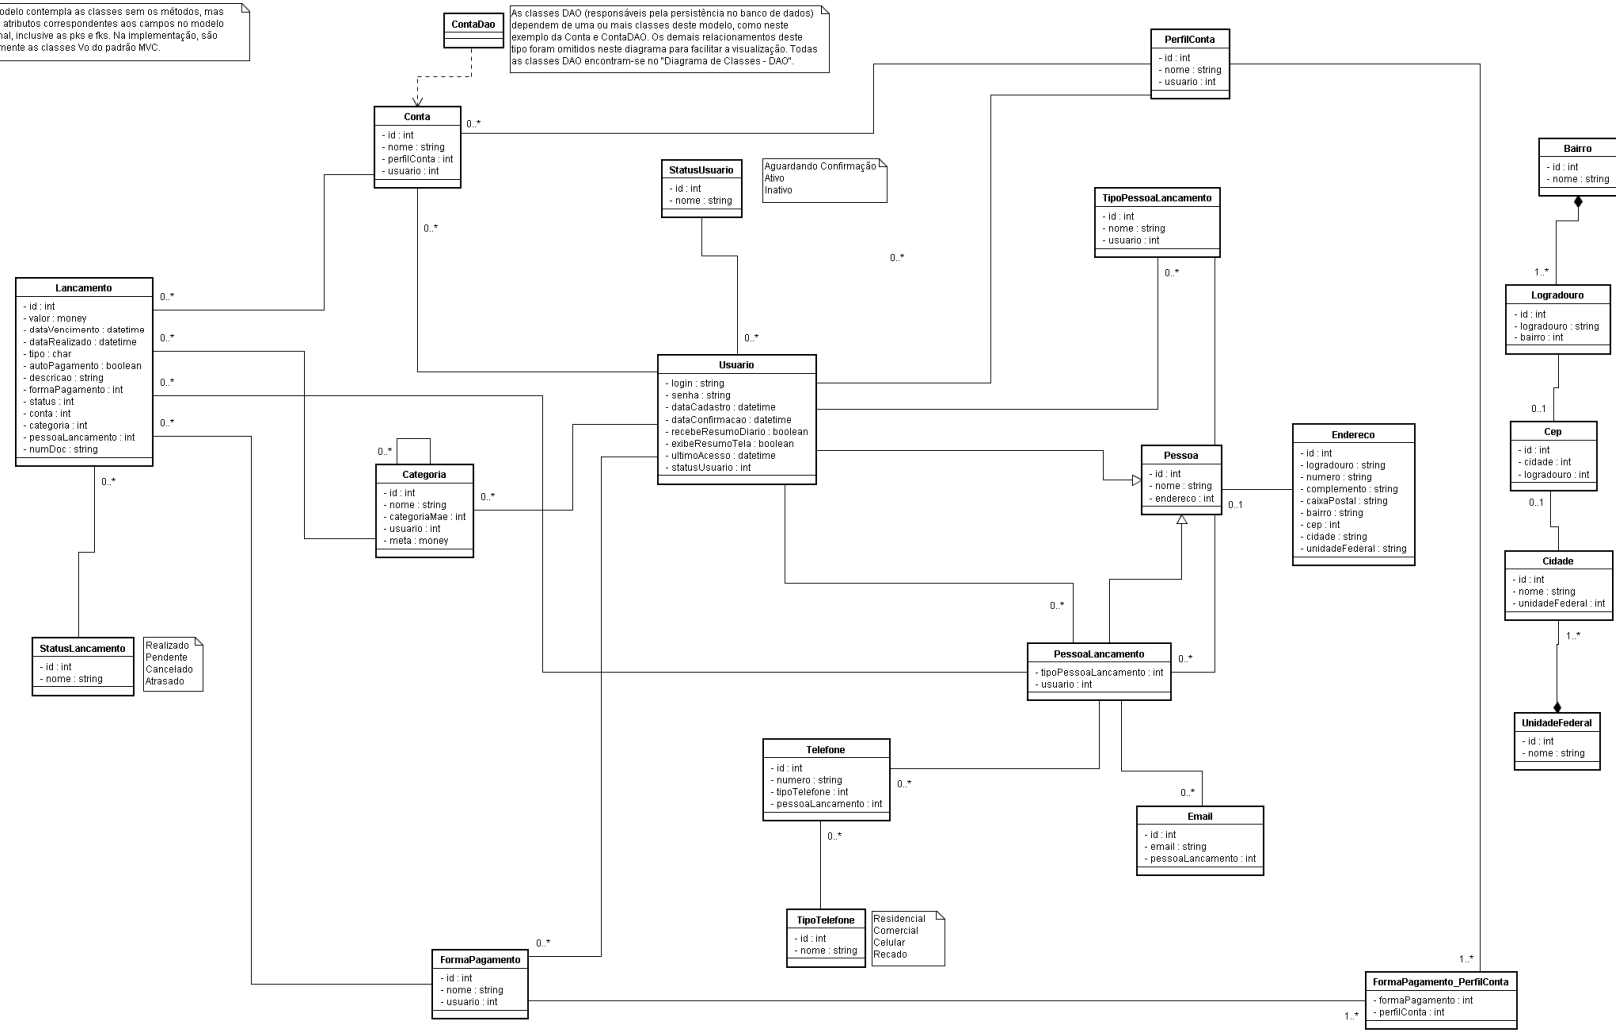 odelo contempla as classes sem os métodos, mas
atributos correspondentes aos campos no modelo
nal, inclusive as pks e fks. Na implementação, são
mente as classes Vo do padrão MVC.
ContaDao
As classes DAO (responsáveis pela persistência no banco de dados)
dependem de uma ou mais classes deste modelo, como neste
exemplo da Conta e ContaDAO. Os demais relacionamentos deste
tipo foram omitidos neste diagrama para facilitar a visualização. Todas
as classes DAO encontram-se no "Diagrama de Classes - DAO".
PerfilConta
- id : int
- nome : string
- usuario : int
Conta
- id : int
- nome : string
- perfilConta : int
- usuario : int
0..*
0..*
StatusUsuario
- id : int
- nome : string
Aguardando Confirmação
Ativo
Inativo
0..*
0..*
TipoPessoaLancamento
- id : int
- nome : string
- usuario : int
0..*
Bairro
- id : int
- nome : string
1..*
Logradouro
- id : int
- logradouro : string
- bairro : int
0..1
Cep
- id : int
- cidade : int
- logradouro : int
0..1
Cidade
- id : int
- nome : string
- unidadeFederal : int
1..*
UnidadeFederal
- id : int
- nome : string
Lancamento
- id : int
- valor : money
- dataVencimento : datetime
- dataRealizado : datetime
- tipo : char
- autoPagamento : boolean
- descricao : string
- formaPagamento : int
- status : int
- conta : int
- categoria : int
- pessoaLancamento : int
- numDoc : string
0..*
0..*
0..*
0..*
0..*
Usuario
- login : string
- senha : string
- dataCadastro : datetime
- dataConfirmacao : datetime
- recebeResumoDiario : boolean
- exibeResumoTela : boolean
- ultimoAcesso : datetime
- statusUsuario : int
Categoria
- id : int
- nome : string
- categoriaMae : int
- usuario : int
- meta : money
0..*
0..*
Pessoa
- id : int
- nome : string
- endereco : int
0..1
Endereco
- id : int
- logradouro : string
- numero : string
- complemento : string
- caixaPostal : string
- bairro : string
- cep : int
- cidade : string
- unidadeFederal : string
StatusLancamento
- id : int
- nome : string
Realizado
Pendente
Cancelado
Atrasado
0..*
PessoaLancamento
- tipoPessoaLancamento : int
- usuario : int
0..*
Telefone
- id : int
- numero : string
- tipoTelefone : int
- pessoaLancamento : int
0..*
0..*
0..*
Email
- id : int
- email : string
- pessoaLancamento : int
TipoTelefone
- id : int
- nome : string
Residencial
Comercial
Celular
Recado
FormaPagamento
- id : int
- nome : string
- usuario : int
0..*
1..*
FormaPagamento_PerfilConta
- formaPagamento : int
- perfilConta : int
1..*